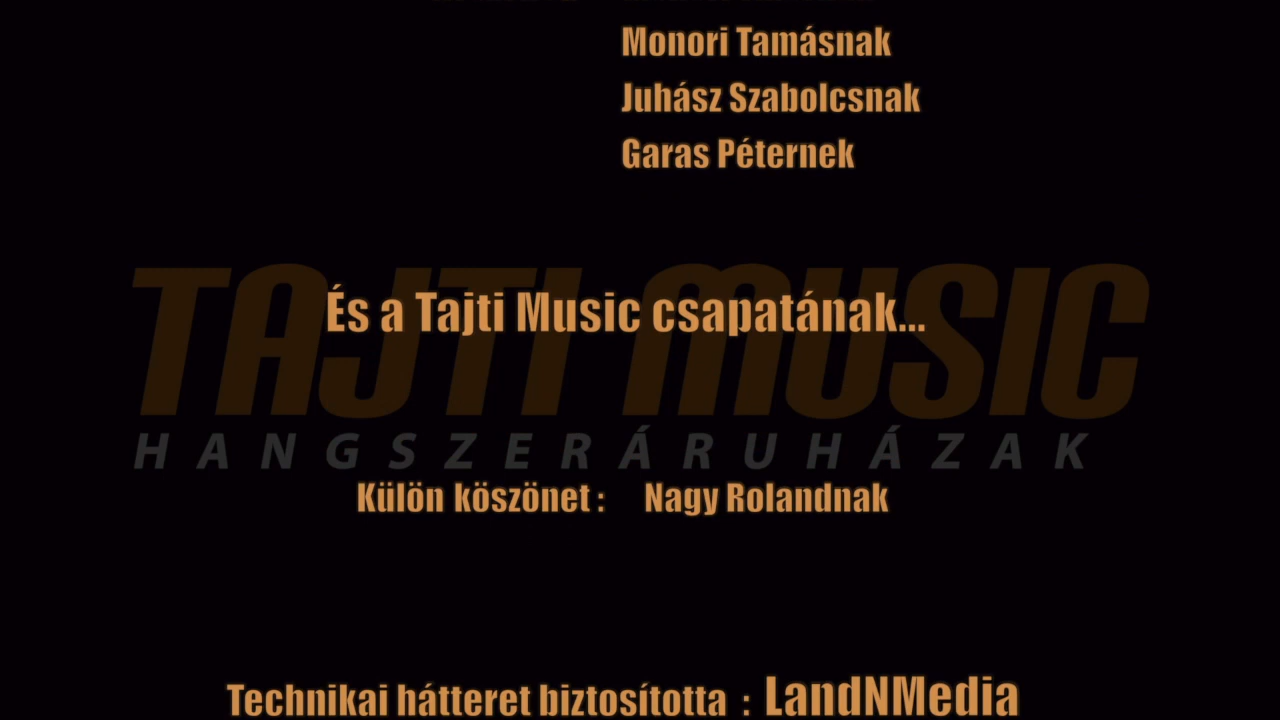 Monori Tamásnak
Juhász Szabolcsnak
Garas Péternek
TAJTI MUSIC
És a Tajti Music csapatának...
HANGSZERÁRUHÁZAK
Külön köszönet : Nagy Rolandnak
Technikai hátteret biztosította : LandNMedia